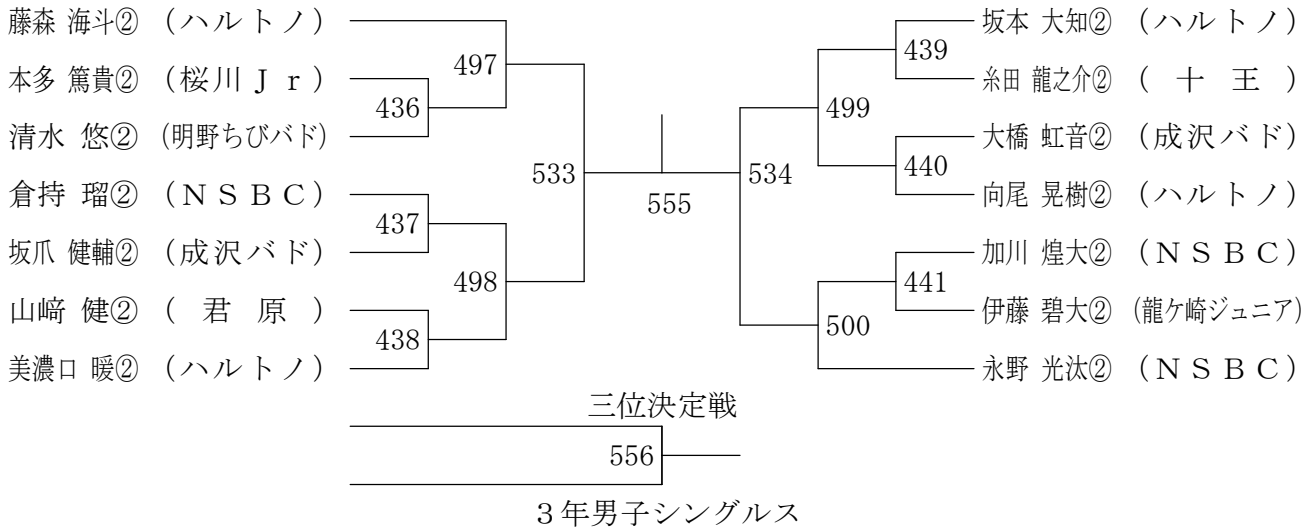 藤森 海斗② (ハルトノ)
本多 篤貴② (桜川Ｊｒ)
清水 悠② (明野ちびバド)
倉持 瑠② (ＮＳＢＣ)
坂爪 健輔② (成沢バド)
山﨑 健② (君原)
美濃口 暖② (ハルトノ)
436
437
438
497
498
533
555
534
499
500
439
440
441
坂本 大知② (ハルトノ)
糸田 龍之介② (十王)
大橋 虹音② (成沢バド)
向尾 晃樹② (ハルトノ)
加川 煌大② (ＮＳＢＣ)
伊藤 碧大② (龍ケ崎ジュニア)
永野 光汰② (ＮＳＢＣ)
三位決定戦
556
３年男子シングルス